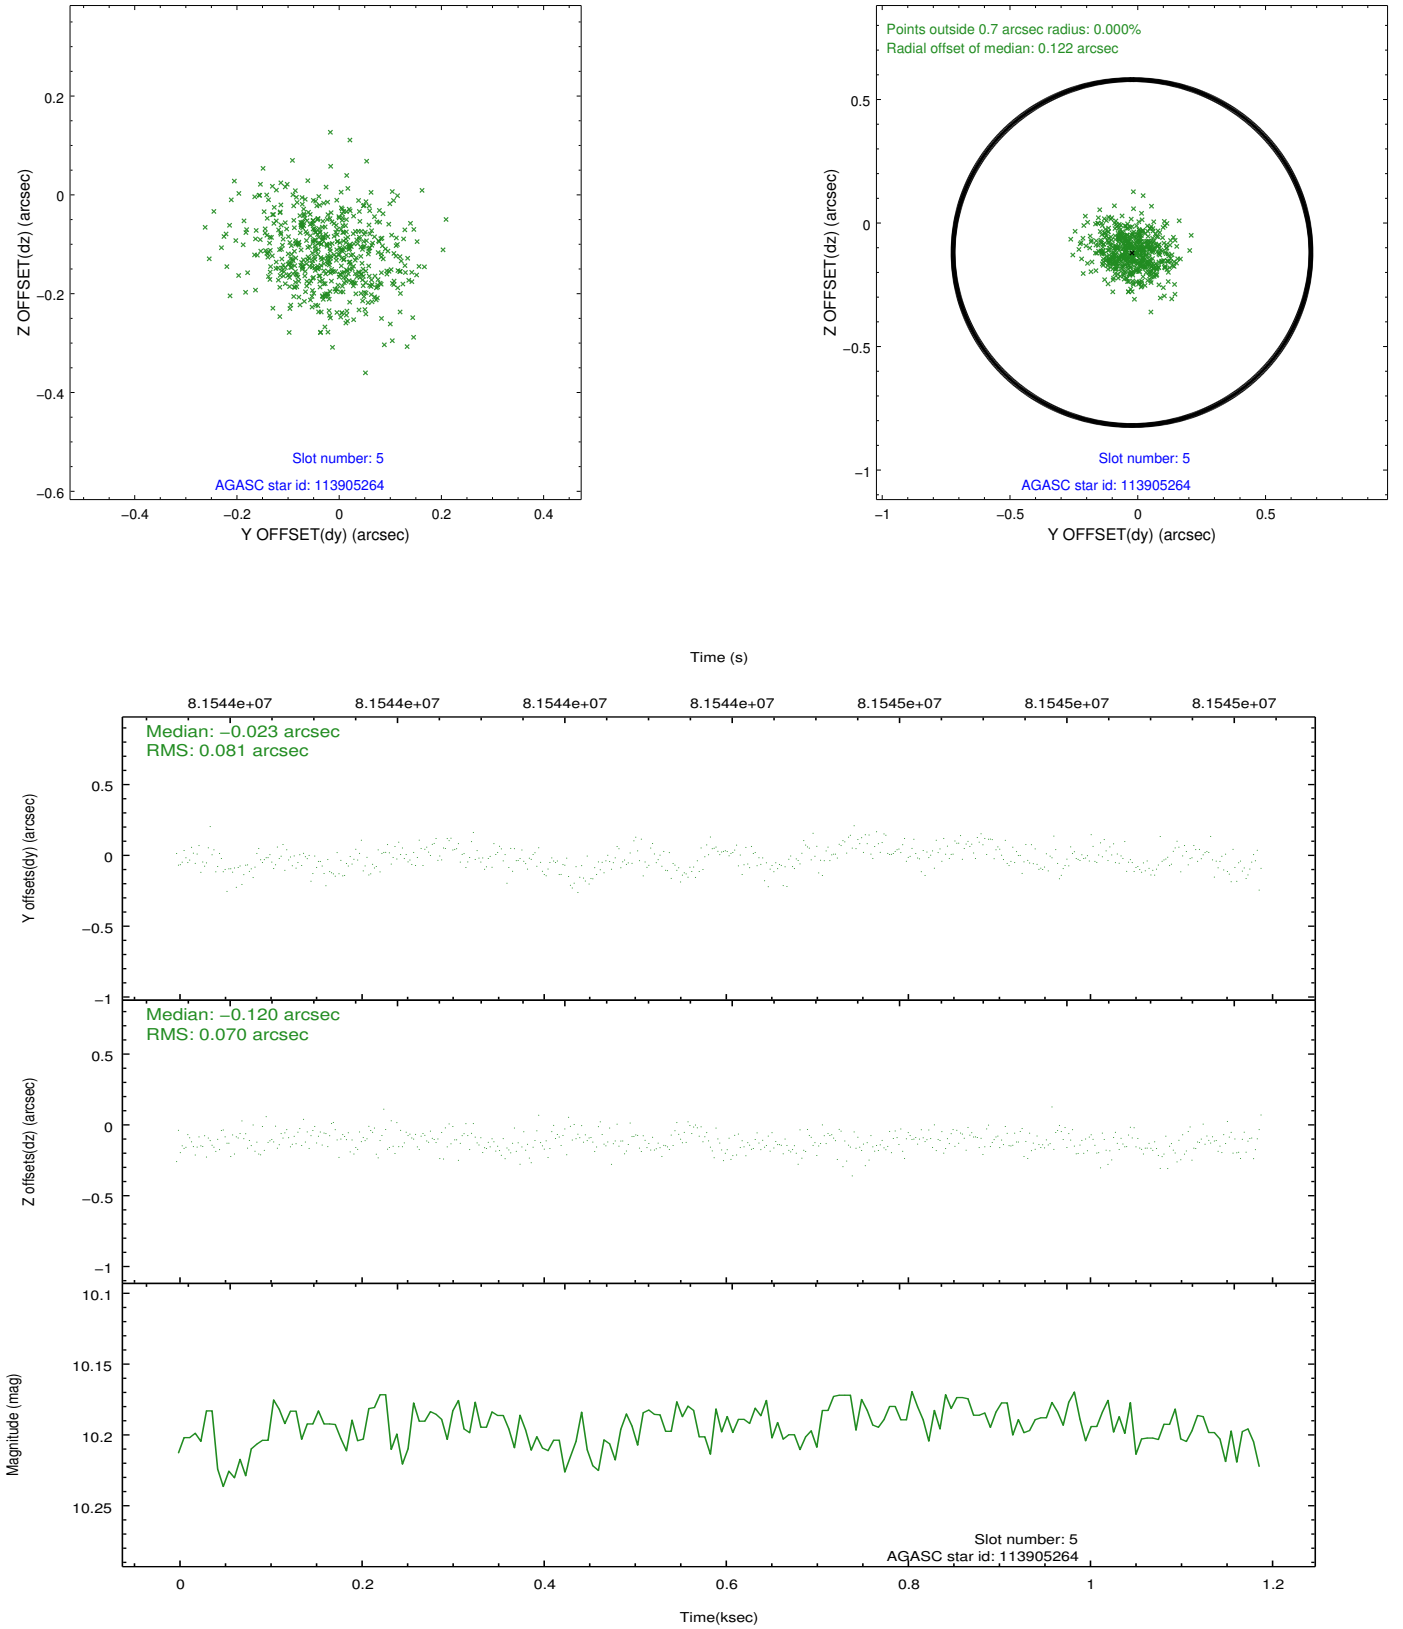 0.2
0
−0.2
−0.4
−0.6
Z OFFSET(dz) (arcsec)
Slot number: 5
AGASC star id: 113905264
−0.4 −0.2 0 0.2 0.4
Y OFFSET(dy) (arcsec)
Points outside 0.7 arcsec radius: 0.000%
Radial offset of median: 0.122 arcsec
0.5
0
−0.5
−1
Z OFFSET(dz) (arcsec)
Slot number: 5
AGASC star id: 113905264
−1 −0.5 0 0.5
Y OFFSET(dy) (arcsec)
Time (s)
8.1544e+07 8.1544e+07 8.1544e+07 8.1544e+07 8.1545e+07 8.1545e+07 8.1545e+07
Median: −0.023 arcsec
RMS: 0.081 arcsec
0.5
0
−0.5
−1
Y offsets(dy) (arcsec)
Median: −0.120 arcsec
RMS: 0.070 arcsec
0.5
0
−0.5
−1
Z offsets(dz) (arcsec)
10.1
10.15
10.2
10.25
Magnitude (mag)
Slot number: 5
AGASC star id: 113905264
0 0.2 0.4 0.6 0.8 1 1.2
Time(ksec)